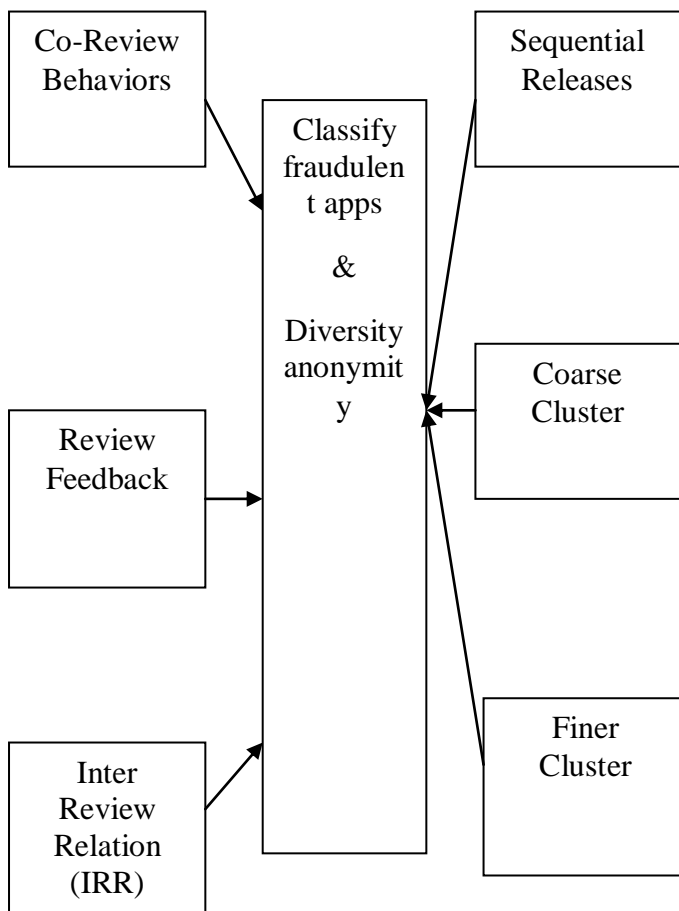 Co-Review
Behaviors
Sequential
Releases
Classify
fraudulen
t apps
&
Diversity
anonymit
y
Coarse
Cluster
Review
Feedback
Finer
Cluster
Inter
Review
Relation
(IRR)